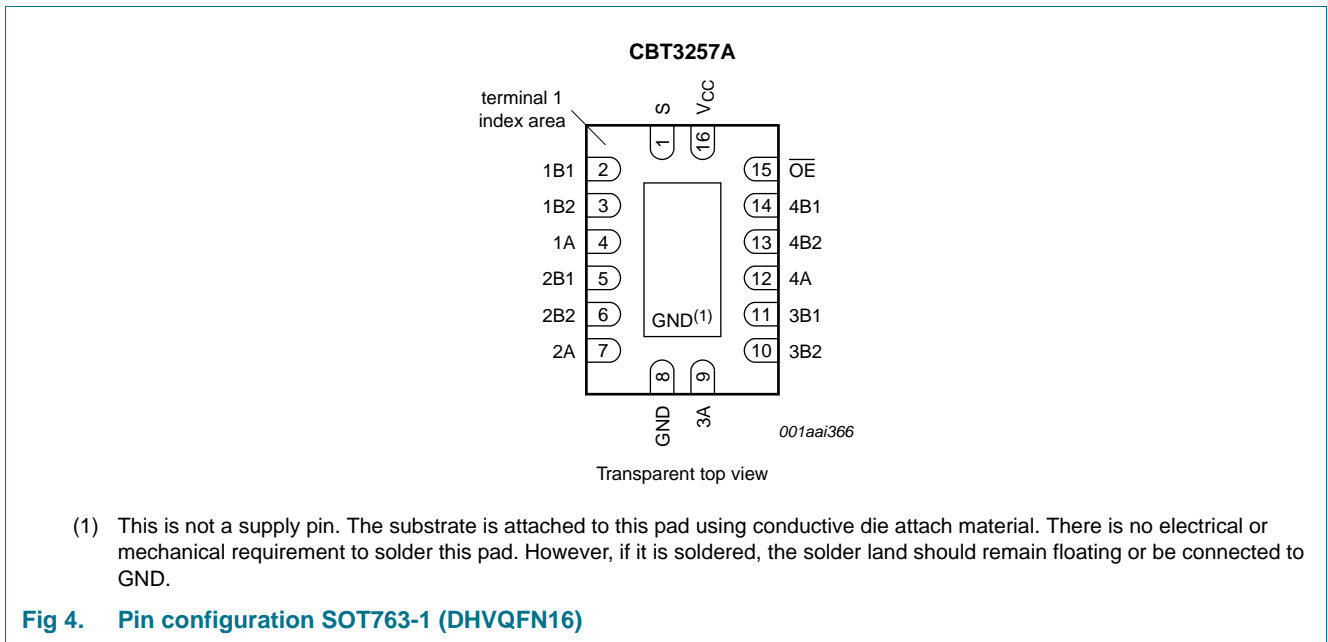 CBT3257A
terminal 1
index area
S
VCC
1
16
1B1 2
15 OE
1B2 3
14 4B1
1A 4
13 4B2
2B1 5
12 4A
2B2 6
GND(1)
11 3B1
2A 7
10 3B2
8
9
GND
3A
001aai366
Transparent top view
(1) This is not a supply pin. The substrate is attached to this pad using conductive die attach material. There is no electrical or
mechanical requirement to solder this pad. However, if it is soldered, the solder land should remain floating or be connected to
GND.
Fig 4. Pin configuration SOT763-1 (DHVQFN16)